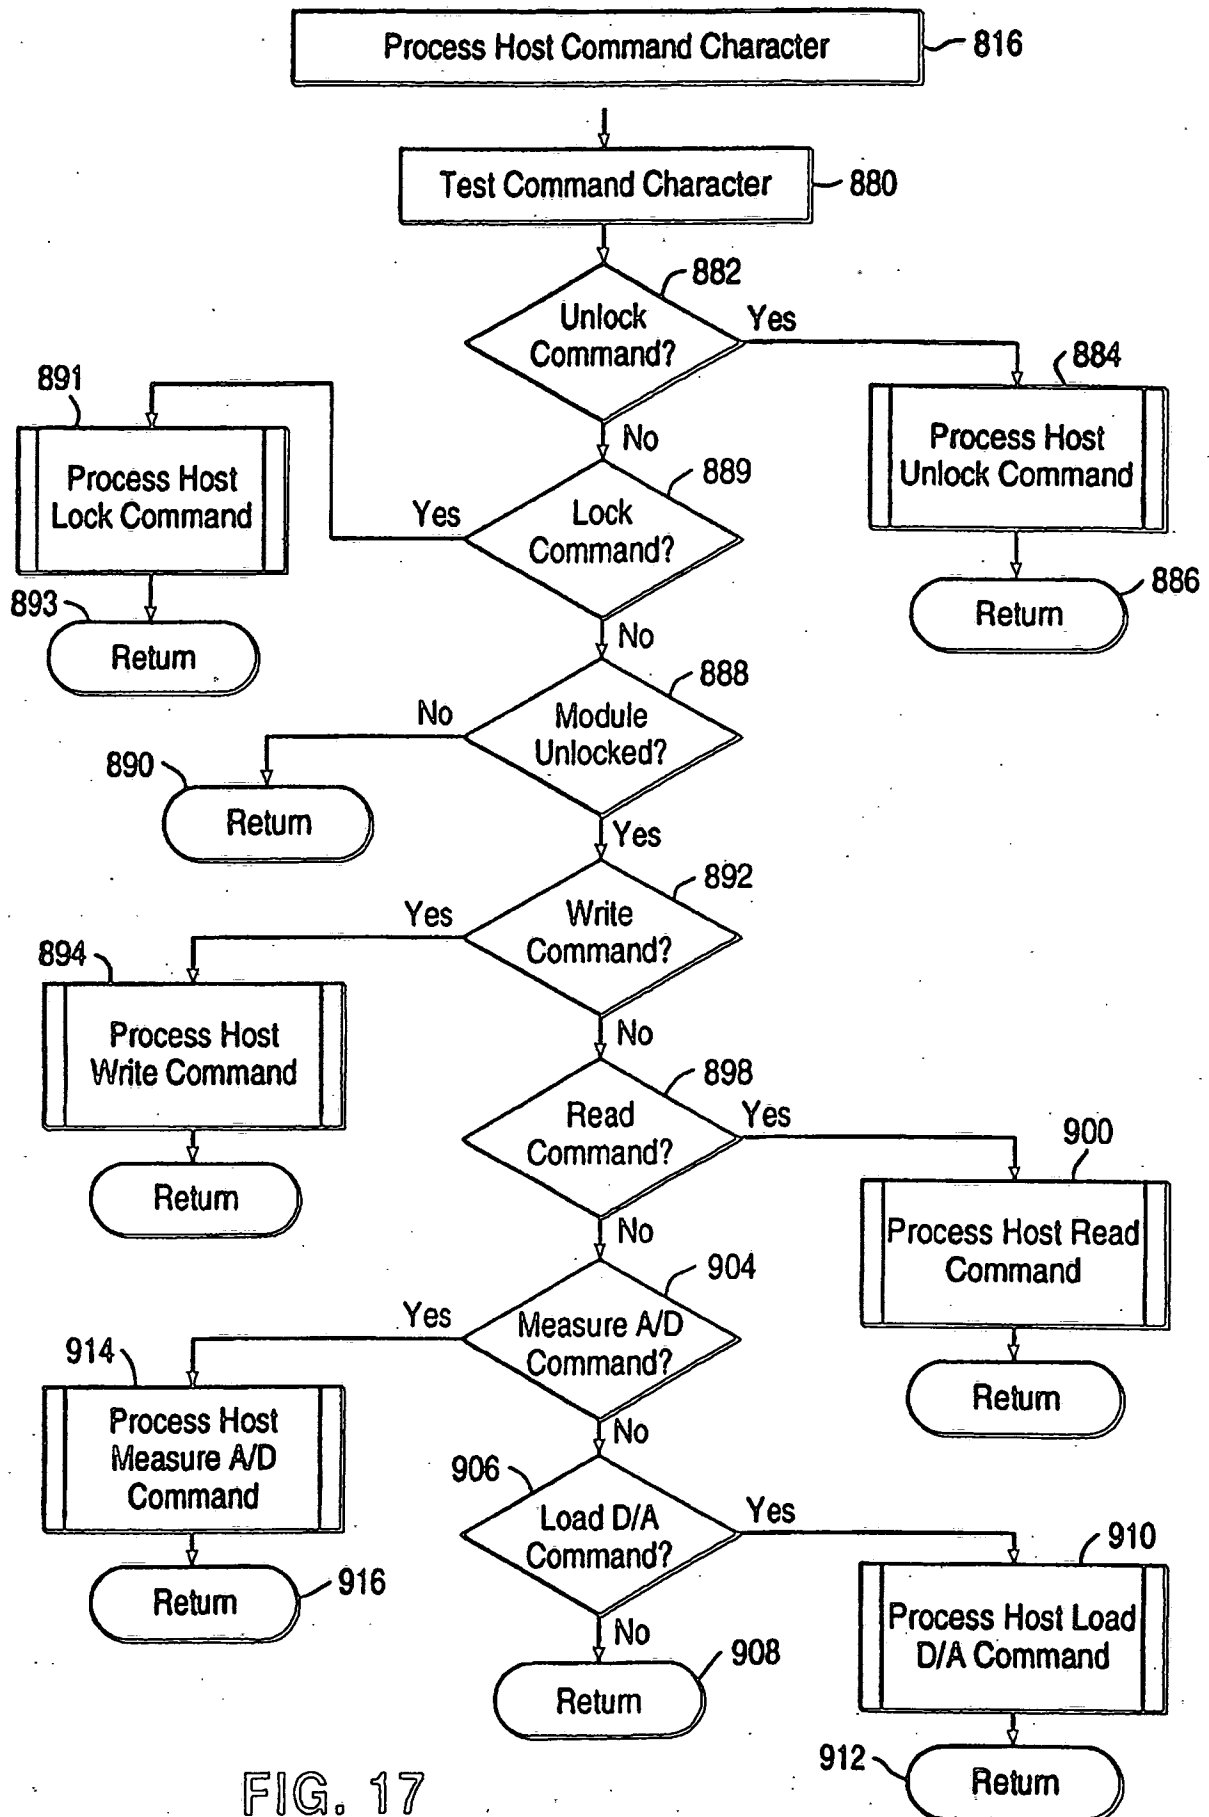 Process Host Command Character
816
Test Command Character
880
882
Unlock
Command?
Yes
884
Process Host
Unlock Command
886
Return
No
891
Process Host
Lock Command
893
Return
889
Lock
Command?
Yes
No
888
Module
Unlocked?
No
890
Return
Yes
892
Write
Command?
Yes
894
Process Host
Write Command
Return
No
898
Read
Command?
Yes
900
Process Host Read
Command
Return
No
904
Measure A/D
Command?
Yes
914
Process Host
Measure A/D
Command
916
Return
No
906
Load D/A
Command?
Yes
910
Process Host Load
D/A Command
912
Return
No
908
Return
FIG. 17